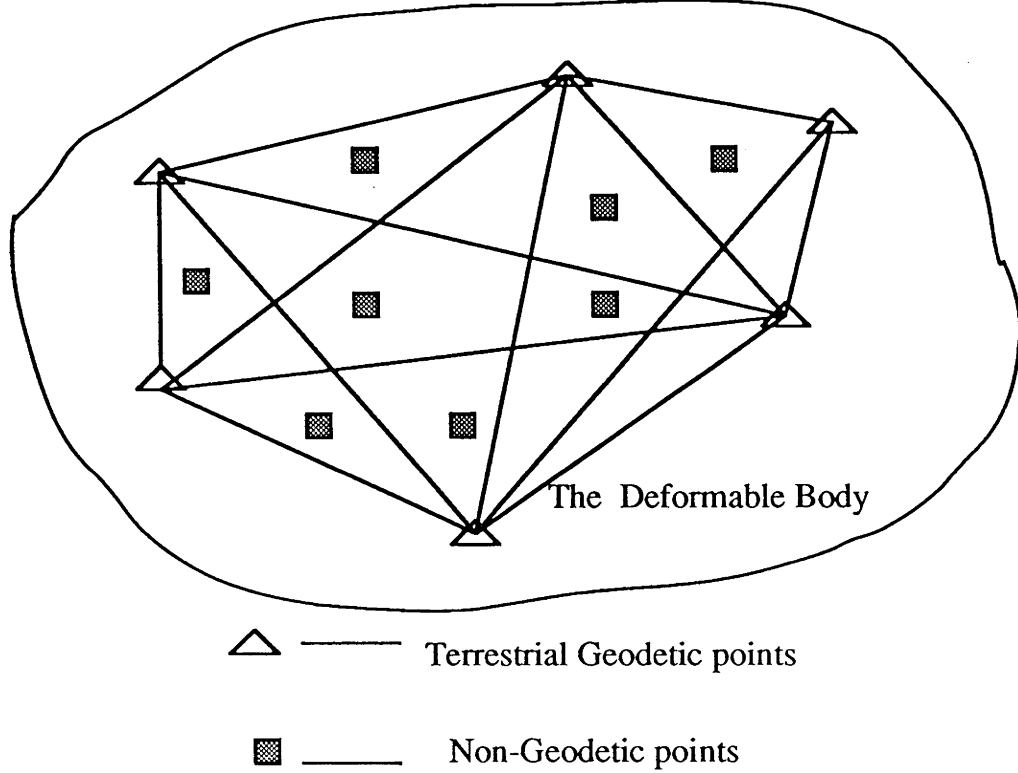 The Deformable Body
Terrestrial Geodetic points
Non-Geodetic points